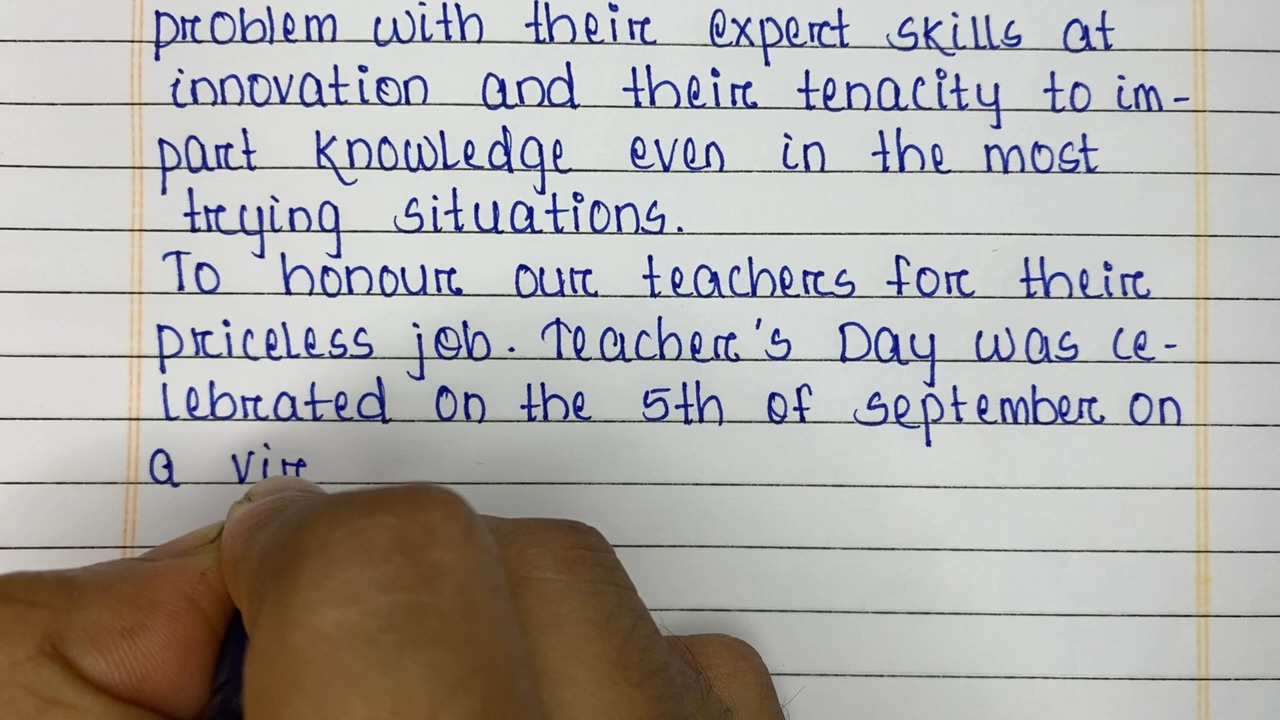 problem with their expert skills at
innovation and their tenacity to im-
part knowledge even in the most
trying situations.
To honour our teachers for their
priceless job. Teacher's Day was ce-
lebrated on the 5th of september on
a vir